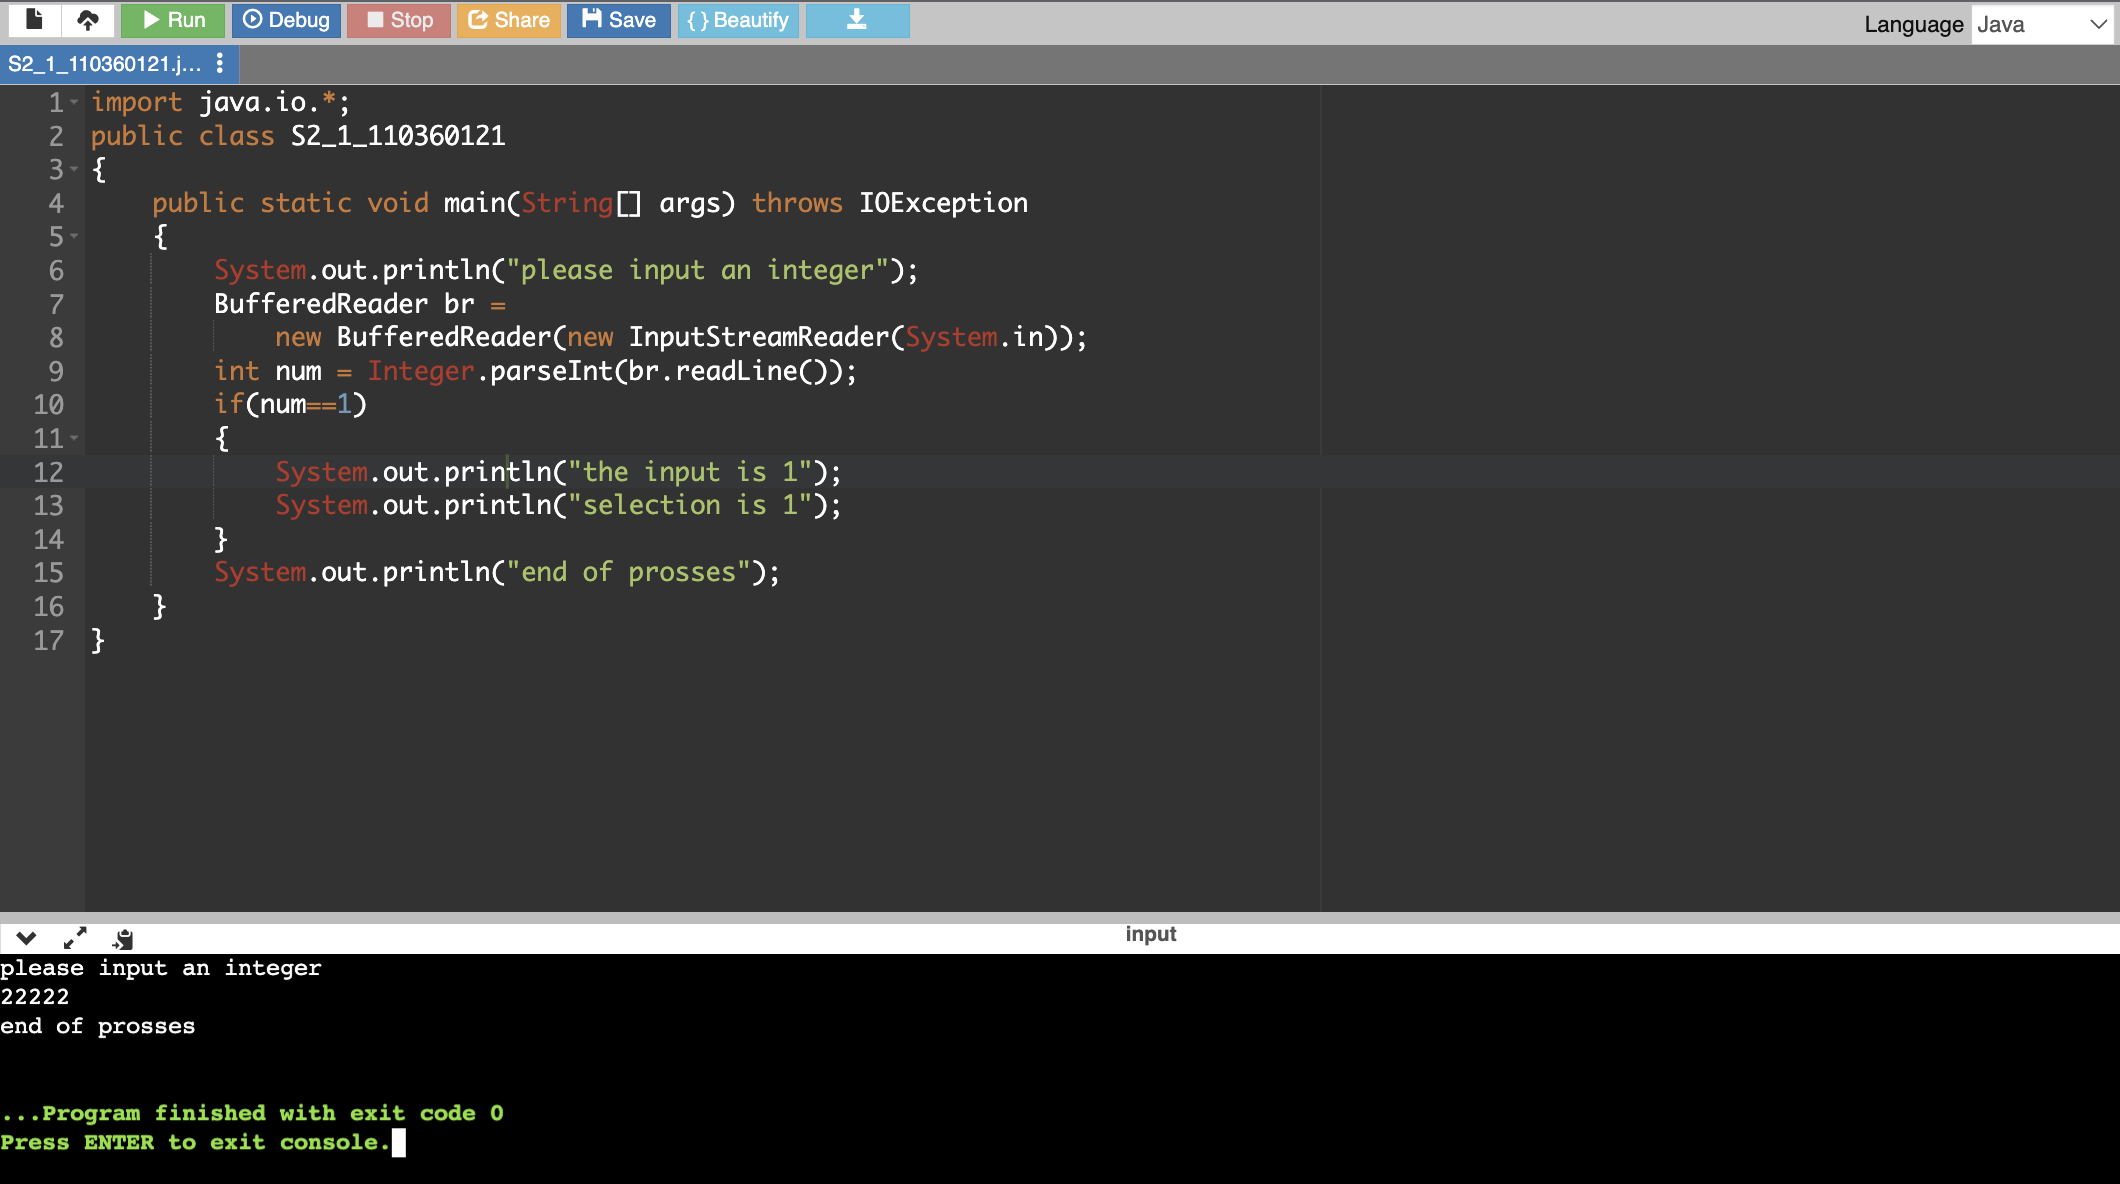 Run Debug Stop Share Save { } Beautify Language Java
S2_1_110360121.j...
1 import java.io.*;
2 public class S2_1_110360121
3 {
4     public static void main(String[] args) throws IOException
5     {
6         System.out.println("please input an integer");
7         BufferedReader br =
8             new BufferedReader(new InputStreamReader(System.in));
9         int num = Integer.parseInt(br.readLine());
10         if(num==1)
11         {
12             System.out.println("the input is 1");
13             System.out.println("selection is 1");
14         }
15         System.out.println("end of prosses");
16     }
17 }
input
please input an integer
22222
end of prosses
...Program finished with exit code 0
Press ENTER to exit console.